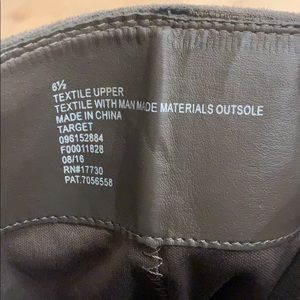 6½
TEXTILE UPPER
TEXTILE WITH MAN MADE MATERIALS OUTSOLE
MADE IN CHINA
TARGET
096152884
F00011828
08/16
RN#17730
PAT.7056558